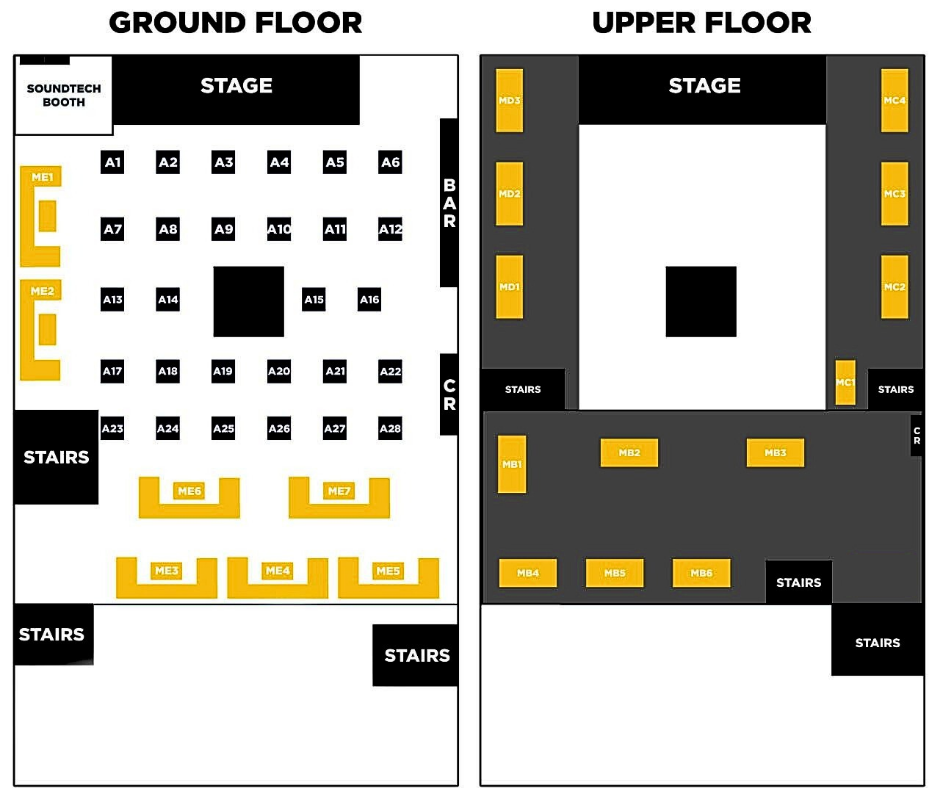 GROUND FLOOR
SOUNDTECH
BOOTH
STAGE
A1 A2 A3 A4 A5 A6
BAR
ME1
A7 A8 A9 A10 A11 A12
ME2
A13 A14 A15 A16
A17 A18 A19 A20 A21 A22
CR
A23 A24 A25 A26 A27 A28
STAIRS
ME6 ME7
ME3 ME4 ME5
STAIRS
STAIRS
UPPER FLOOR
STAGE
MD3 MC4
MD2 MC3
MD1 MC2
STAIRS MC1 STAIRS
CR
MB1 MB2 MB3
MB4 MB5 MB6
STAIRS
STAIRS